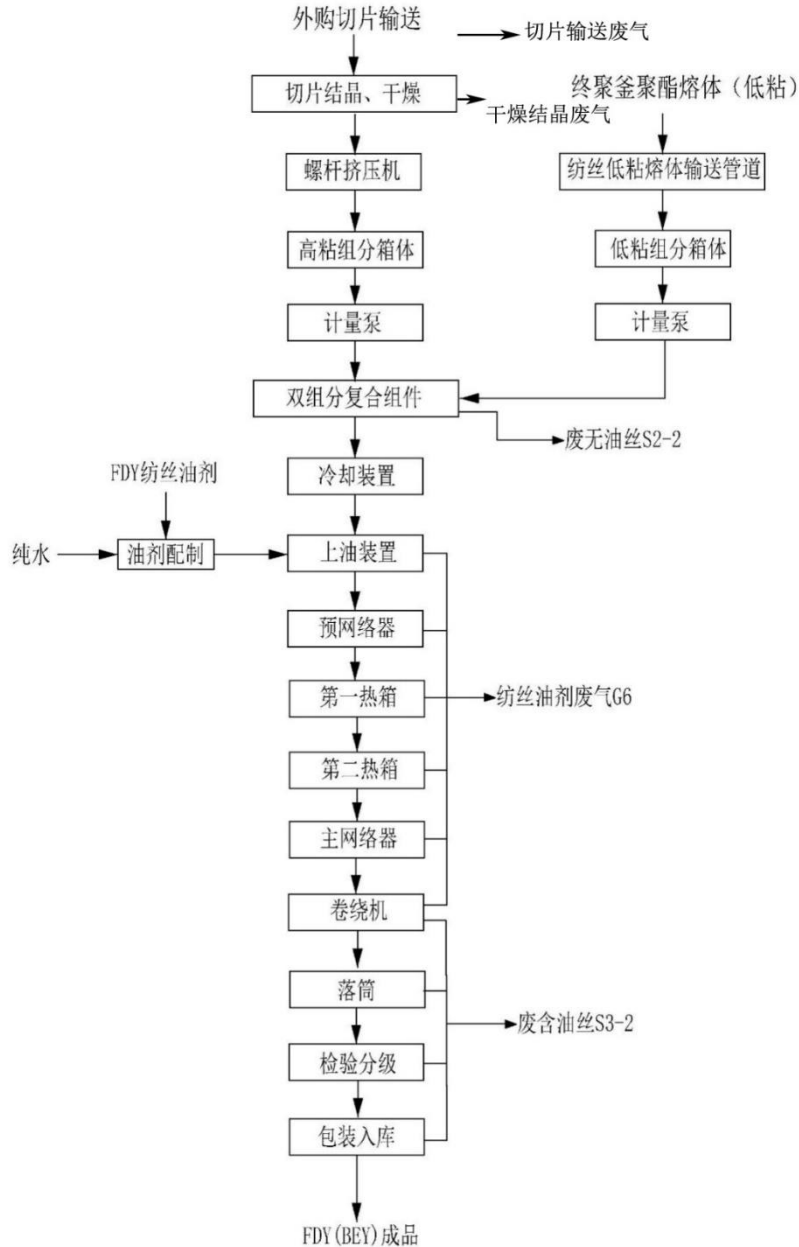 外购切片输送
切片输送废气
切片结晶、干燥
终聚釜聚酯熔体（低粘）
干燥结晶废气
螺杆挤压机
纺丝低粘熔体输送管道
高粘组分箱体
低粘组分箱体
计量泵
计量泵
双组分复合组件
废无油丝S2-2
FDY纺丝油剂
冷却装置
纯水
油剂配制
上油装置
预网络器
第一热箱
纺丝油剂废气G6
第二热箱
主网络器
卷绕机
落筒
废含油丝S3-2
检验分级
包装入库
FDY(BEY)成品